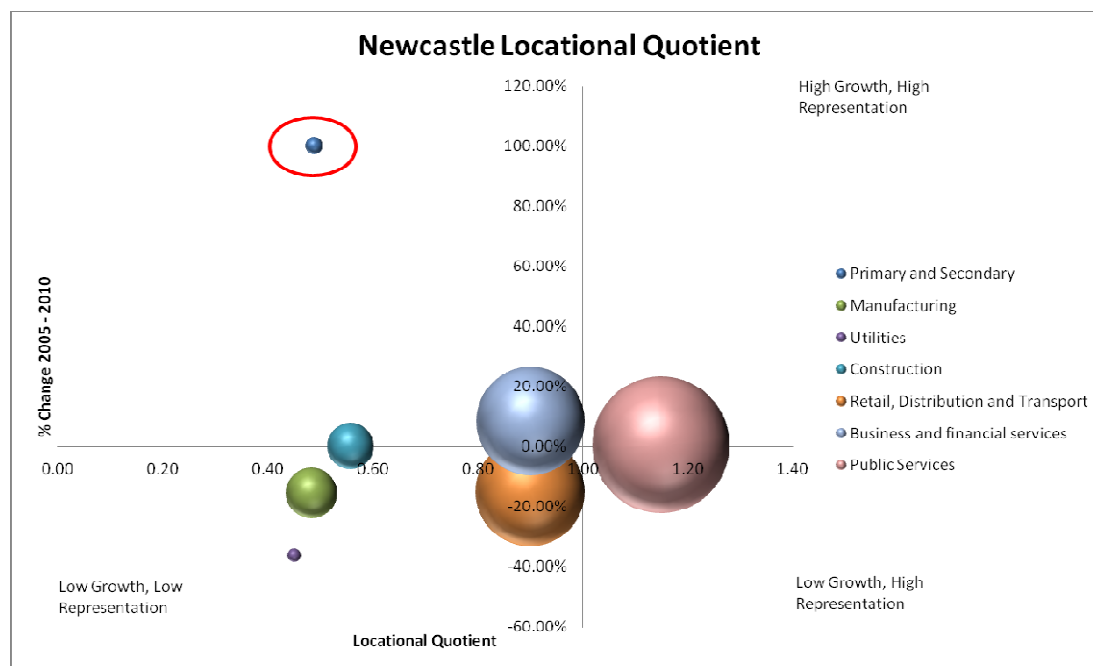 Newcastle Locational Quotient
120.00%
100.00%
80.00%
60.00%
40.00%
20.00%
0.00%
-20.00%
-40.00%
-60.00%
0.00 0.20 0.40 0.60 0.80 1.00 1.20 1.40
% Change 2005 - 2010
Locational Quotient
High Growth, High
Representation
Low Growth, Low
Representation
Low Growth, High
Representation
Primary and Secondary
Manufacturing
Utilities
Construction
Retail, Distribution and Transport
Business and financial services
Public Services